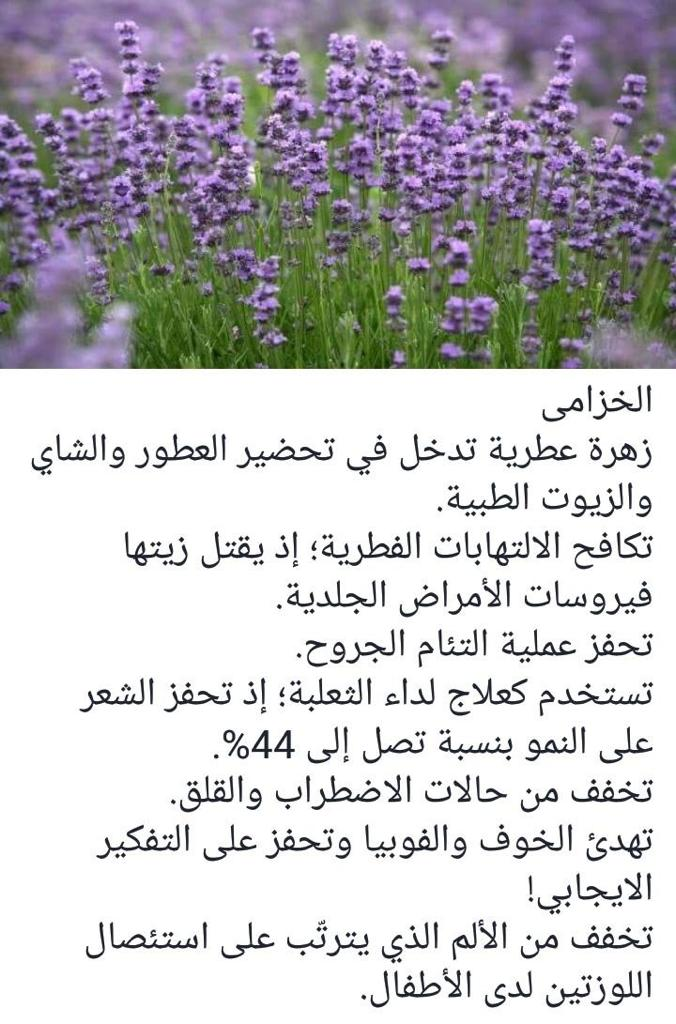 الخزامى
زهرة عطرية تدخل في تحضير العطور والشاي
والزيوت الطبية.
تكافح الالتهابات الفطرية؛ إذ يقتل زيتها
فيروسات الأمراض الجلدية.
تحفز عملية التئام الجروح.
تستخدم كعلاج لداء الثعلبة؛ إذ تحفز الشعر
على النمو بنسبة تصل إلى 44%.
تخفف من حالات الاضطراب والقلق.
تهدئ الخوف والفوبيا وتحفز على التفكير
الايجابي!
تخفف من الألم الذي يترتّب على استئصال
اللوزتين لدى الأطفال.